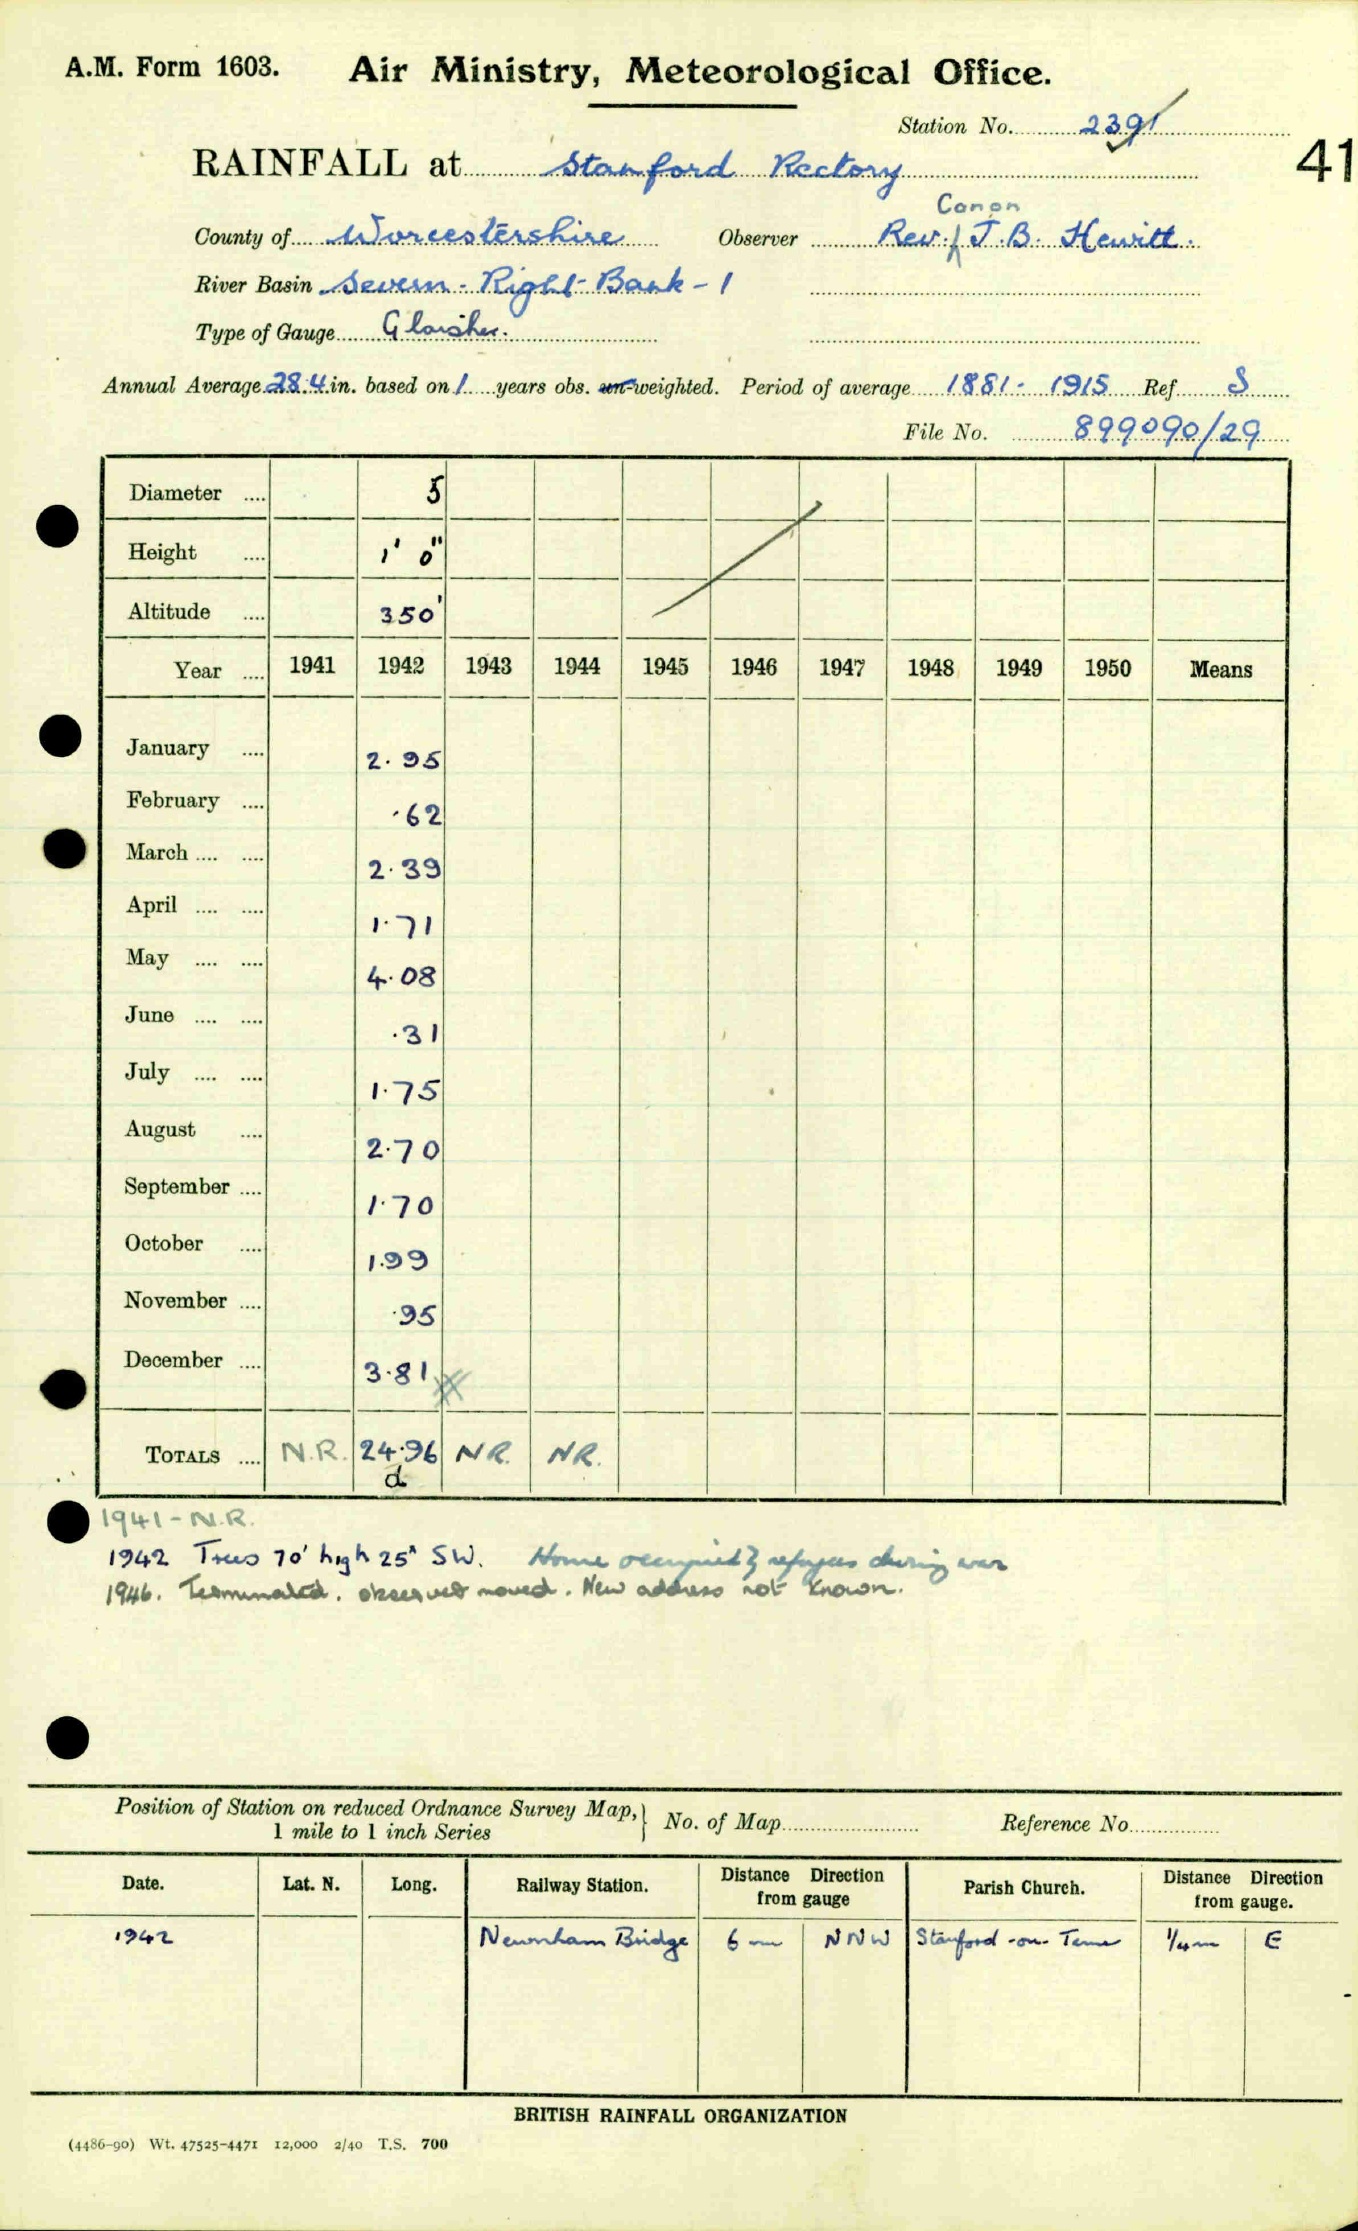 A.M. Form 1603. Air Ministry, Meteorological Office.
Station No. 2391
41
RAINFALL at Stanford Rectory
Canon
County of Worcestershire Observer Rev. J. B. Hewitt.
River Basin Severn - Right Bank - 1
Type of Gauge Glaisher.
Annual Average 28.4 in. based on 1 years obs. un-weighted. Period of average 1881 - 1915 Ref S
File No. 899090/29
Diameter .... 5
Height .... 1' 0"
Altitude .... 350'
Year .... 1941 1942 1943 1944 1945 1946 1947 1948 1949 1950 Means
January .... 2.95
February .... .62
March .... .... 2.39
April .... .... 1.71
May .... .... 4.08
June .... .... .31
July .... .... 1.75
August .... 2.70
September .... 1.70
October .... 1.99
November .... .95
December .... 3.81
TOTALS .... N.R. 24.96 N.R. N.R.
d
1941 - N.R.
1942 Trees 70' high 25" SW. Home occupied by refugees during war
1946. Terminated. observer moved. New address not known.
Position of Station on reduced Ordnance Survey Map, 1 mile to 1 inch Series } No. of Map Reference No.
Date. Lat. N. Long. Railway Station. Distance Direction from gauge Parish Church. Distance Direction from gauge.
1942 Newnham Bridge 6 m NNW Stanford-on-Teme 1/4 m E
BRITISH RAINFALL ORGANIZATION
(4486-90) Wt. 47525-4471 12,000 2/40 T.S. 700